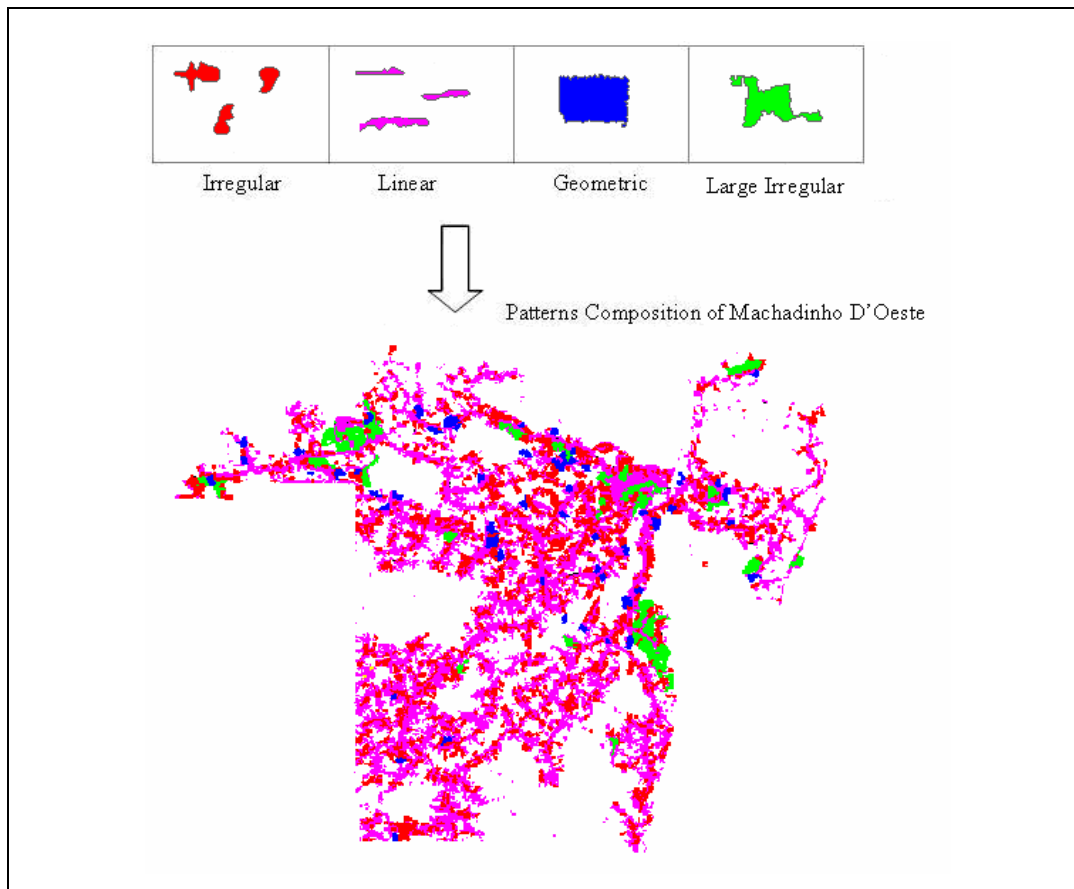 Irregular
Linear
Geometric
Large Irregular
Patterns Composition of Machadinho D’Oeste